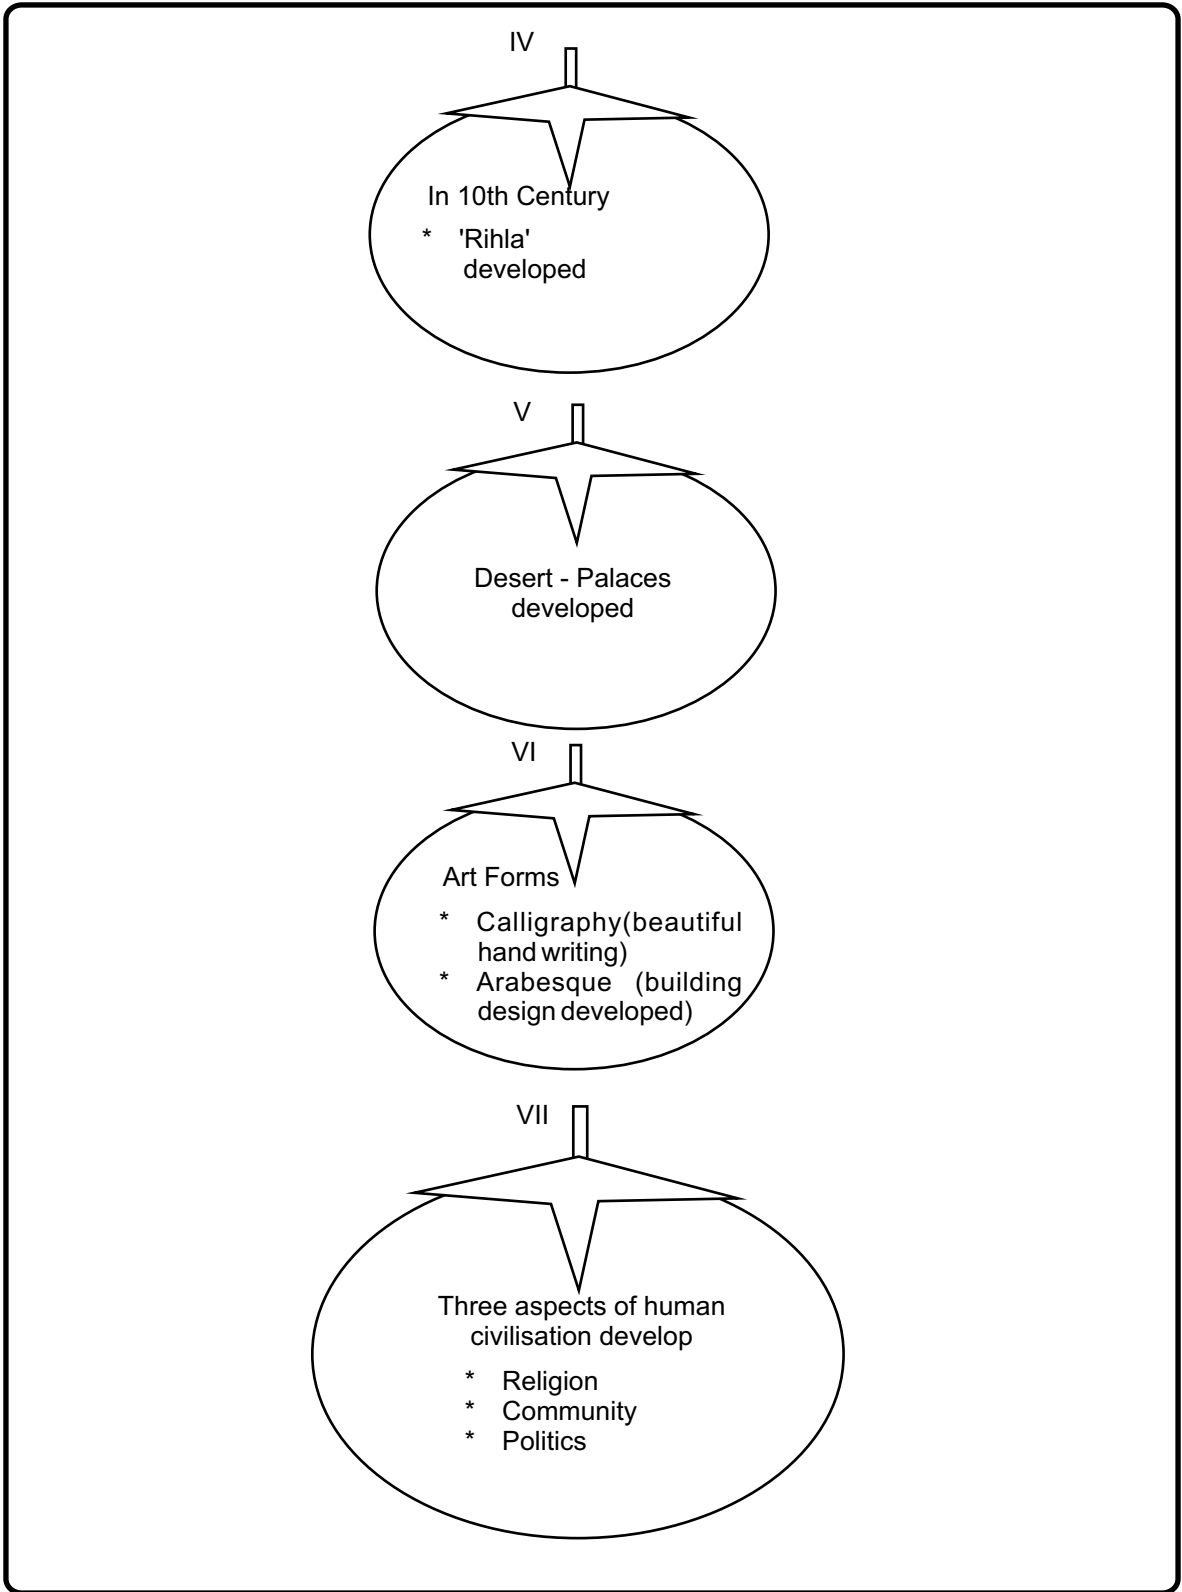 IV
In 10th Century
* 'Rihla'
developed
V
Desert - Palaces
developed
VI
Art Forms
* Calligraphy(beautiful
hand writing)
* Arabesque (building
design developed)
VII
Three aspects of human
civilisation develop
* Religion
* Community
* Politics